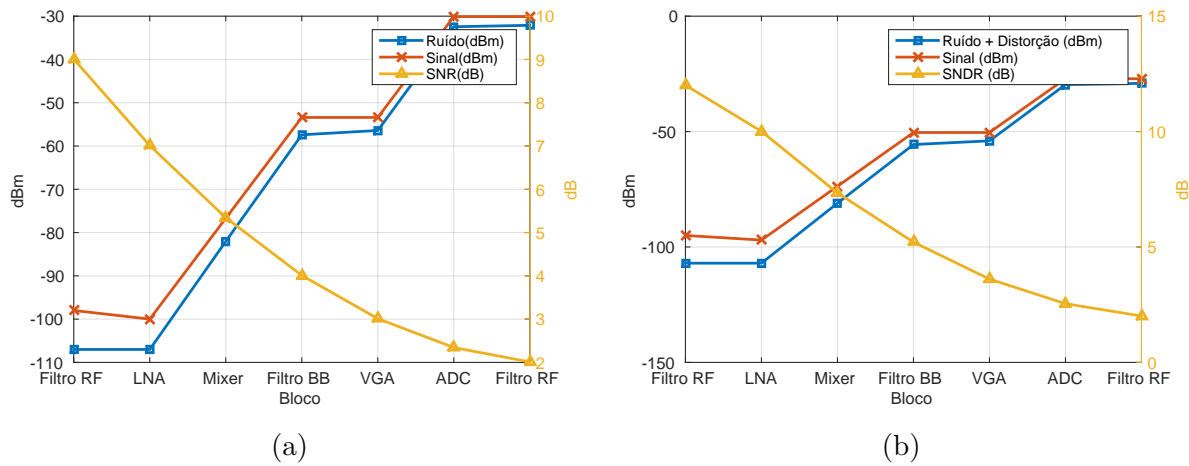 -30
-40
-50
-60
-70
-80
-90
-100
-110
dBm
10
9
8
7
6
5
4
3
2
dB
Ruído(dBm)
Sinal(dBm)
SNR(dB)
Filtro RF LNA Mixer Filtro BB VGA ADC Filtro RF
Bloco
(a)
0
-50
-100
-150
dBm
15
10
5
0
dB
Ruído + Distorção (dBm)
Sinal (dBm)
SNDR (dB)
Filtro RF LNA Mixer Filtro BB VGA ADC Filtro RF
Bloco
(b)